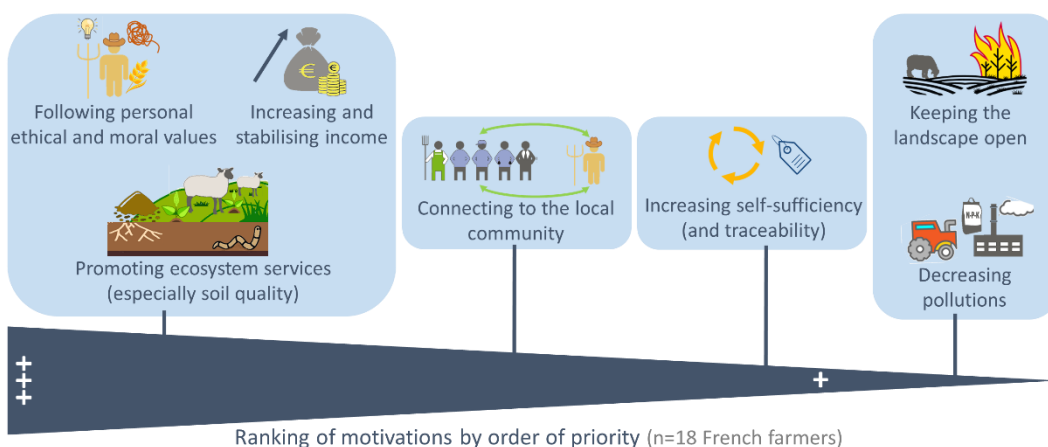 Following personal
ethical and moral values
Increasing and
stabilising income
Promoting ecosystem services
(especially soil quality)
Connecting to the local
community
Increasing self-sufficiency
(and traceability)
Keeping the
landscape open
N-P-K
Decreasing
pollutions
+
+
+
+
Ranking of motivations by order of priority (n=18 French farmers)